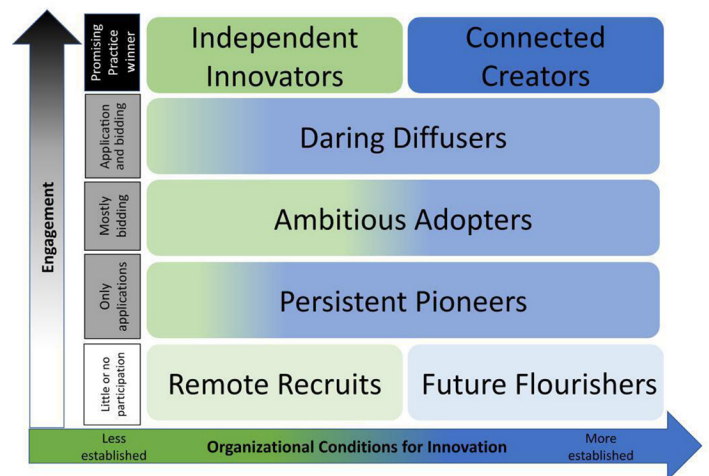 Engagement
Promising
Practice
winner
Independent
Innovators
Connected
Creators
Application
and bidding
Daring Diffusers
Mostly
bidding
Ambitious Adopters
Only
applications
Persistent Pioneers
Little or no
participation
Remote Recruits
Future Flourishers
Less
established
Organizational Conditions for Innovation
More
established